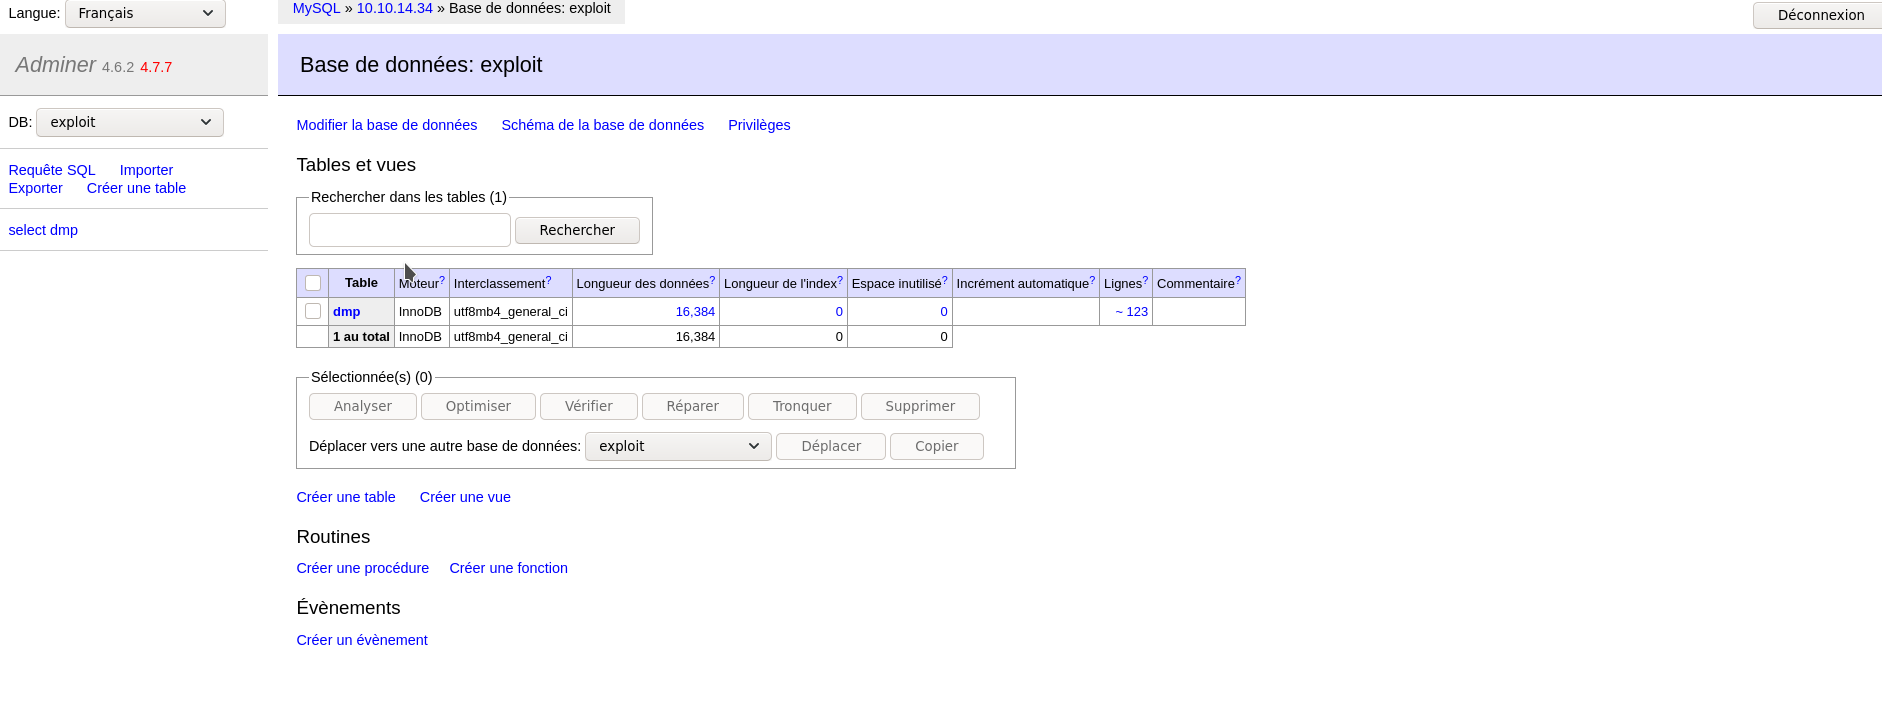 Langue: Français
MySQL » 10.10.14.34 » Base de données: exploit
Déconnexion
Adminer 4.6.2 4.7.7
Base de données: exploit
DB: exploit
Modifier la base de données Schéma de la base de données Privilèges
Requête SQL Importer
Exporter Créer une table
select dmp
Tables et vues
Rechercher dans les tables (1)
Rechercher
Table Moteur? Interclassement? Longueur des données? Longueur de l'index? Espace inutilisé? Incrément automatique? Lignes? Commentaire?
dmp InnoDB utf8mb4_general_ci 16,384 0 0 ~ 123
1 au total InnoDB utf8mb4_general_ci 16,384 0 0
Sélectionnée(s) (0)
Analyser Optimiser Vérifier Réparer Tronquer Supprimer
Déplacer vers une autre base de données: exploit Déplacer Copier
Créer une table Créer une vue
Routines
Créer une procédure Créer une fonction
Évènements
Créer un évènement